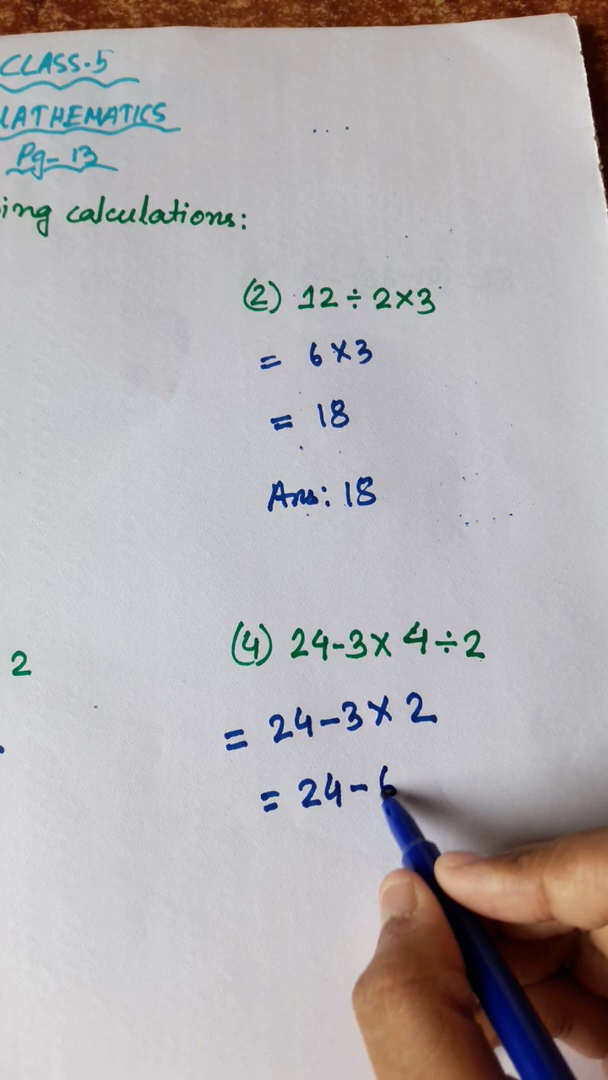 CLASS-5
MATHEMATICS
Pg-13
ing calculations:
(2) 12÷2×3
= 6×3
= 18
Ans: 18
2
(4) 24-3×4÷2
= 24-3×2
= 24-6